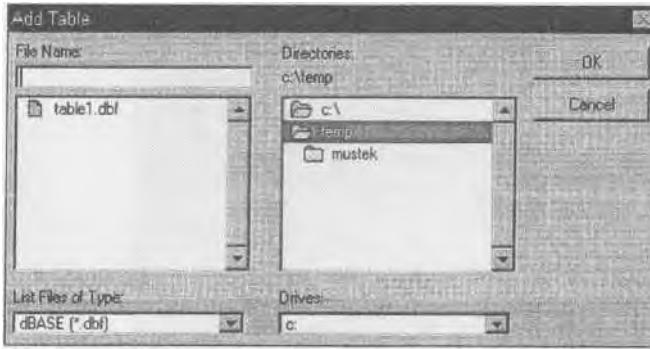 Add Table
File Name:
table1.dbf
List Files of Type:
dBASE (*.dbf)
Directories:
c:\temp
c:\
temp
mustek
Drives:
c:
OK
Cancel